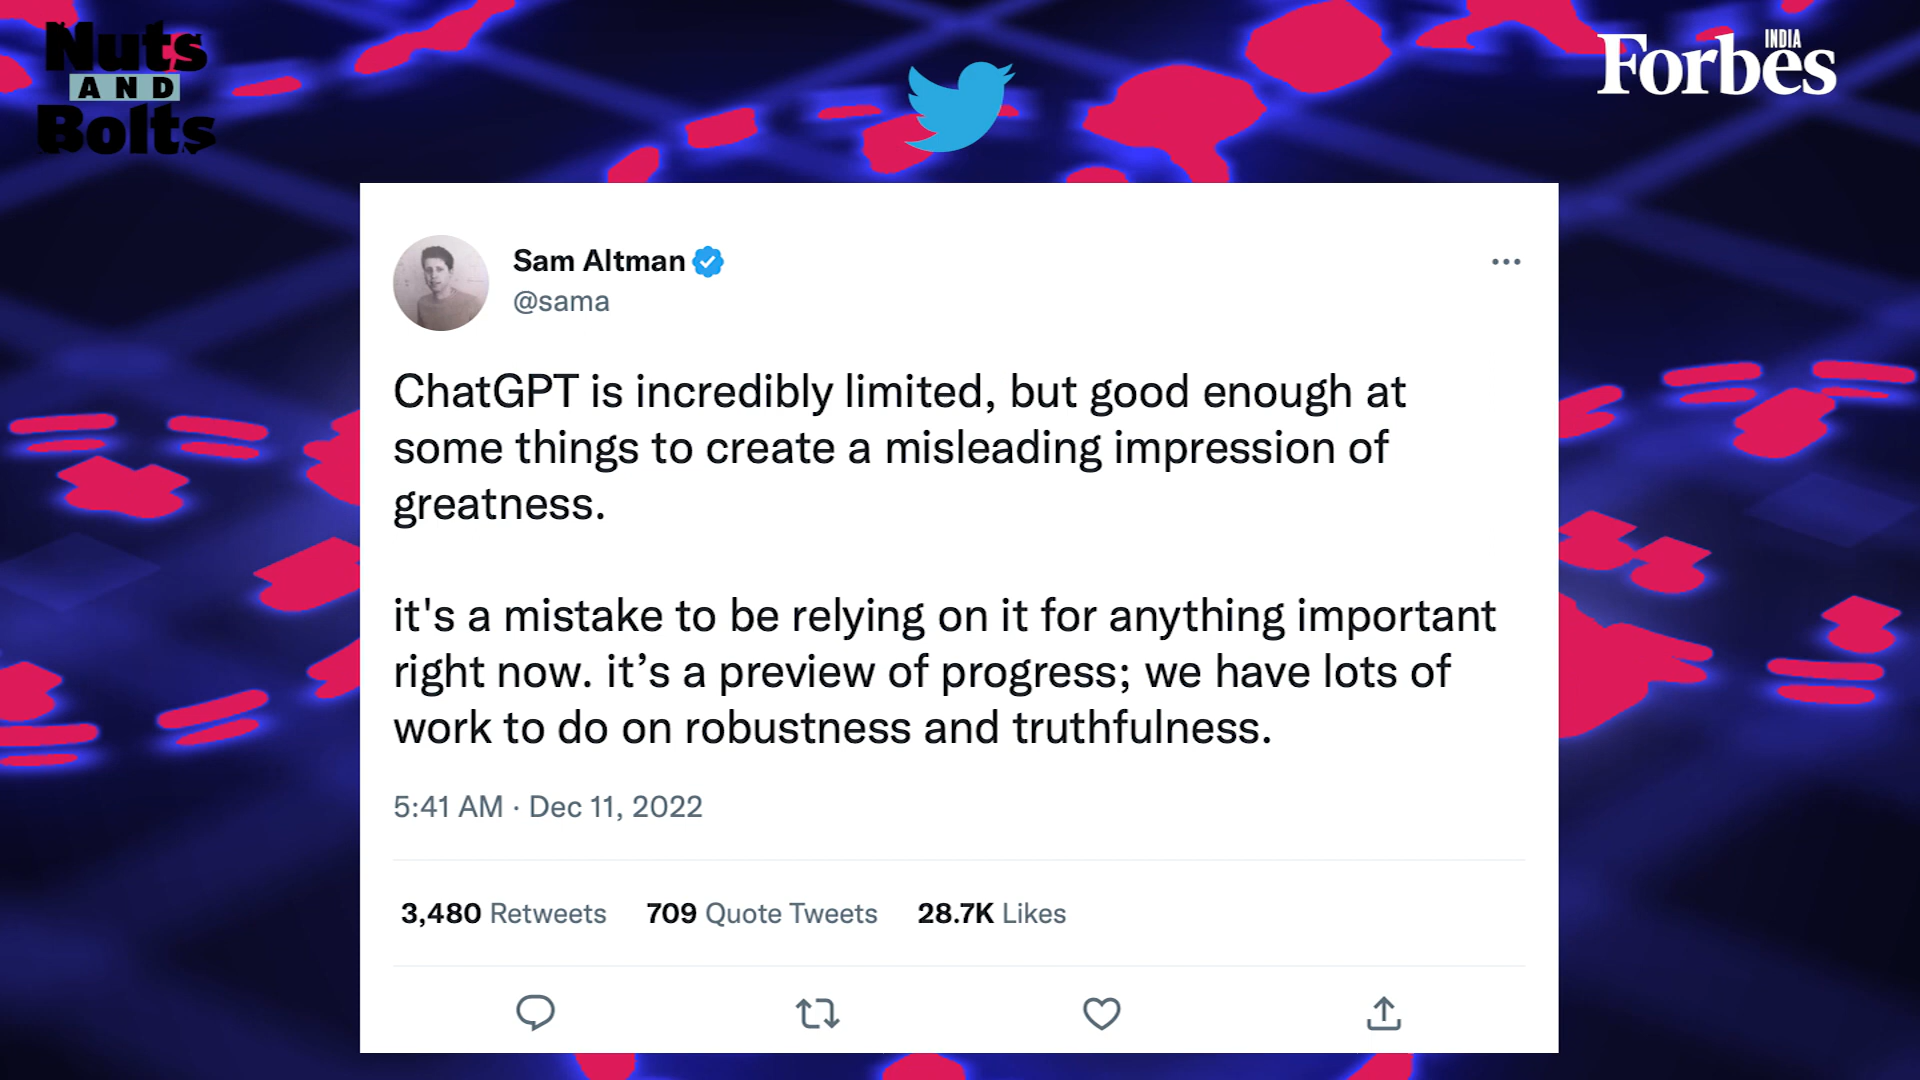 Nuts
AND
Bolts
Forbes
INDIA
Sam Altman
@sama
ChatGPT is incredibly limited, but good enough at
some things to create a misleading impression of
greatness.
it's a mistake to be relying on it for anything important
right now. it’s a preview of progress; we have lots of
work to do on robustness and truthfulness.
5:41 AM · Dec 11, 2022
3,480 Retweets 709 Quote Tweets 28.7K Likes